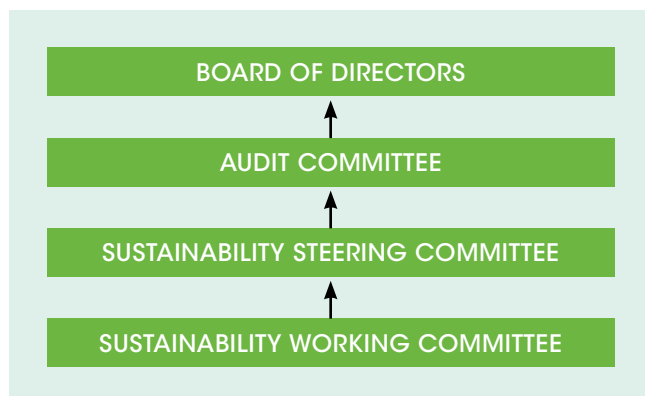 BOARD OF DIRECTORS
AUDIT COMMITTEE
SUSTAINABILITY STEERING COMMITTEE
SUSTAINABILITY WORKING COMMITTEE